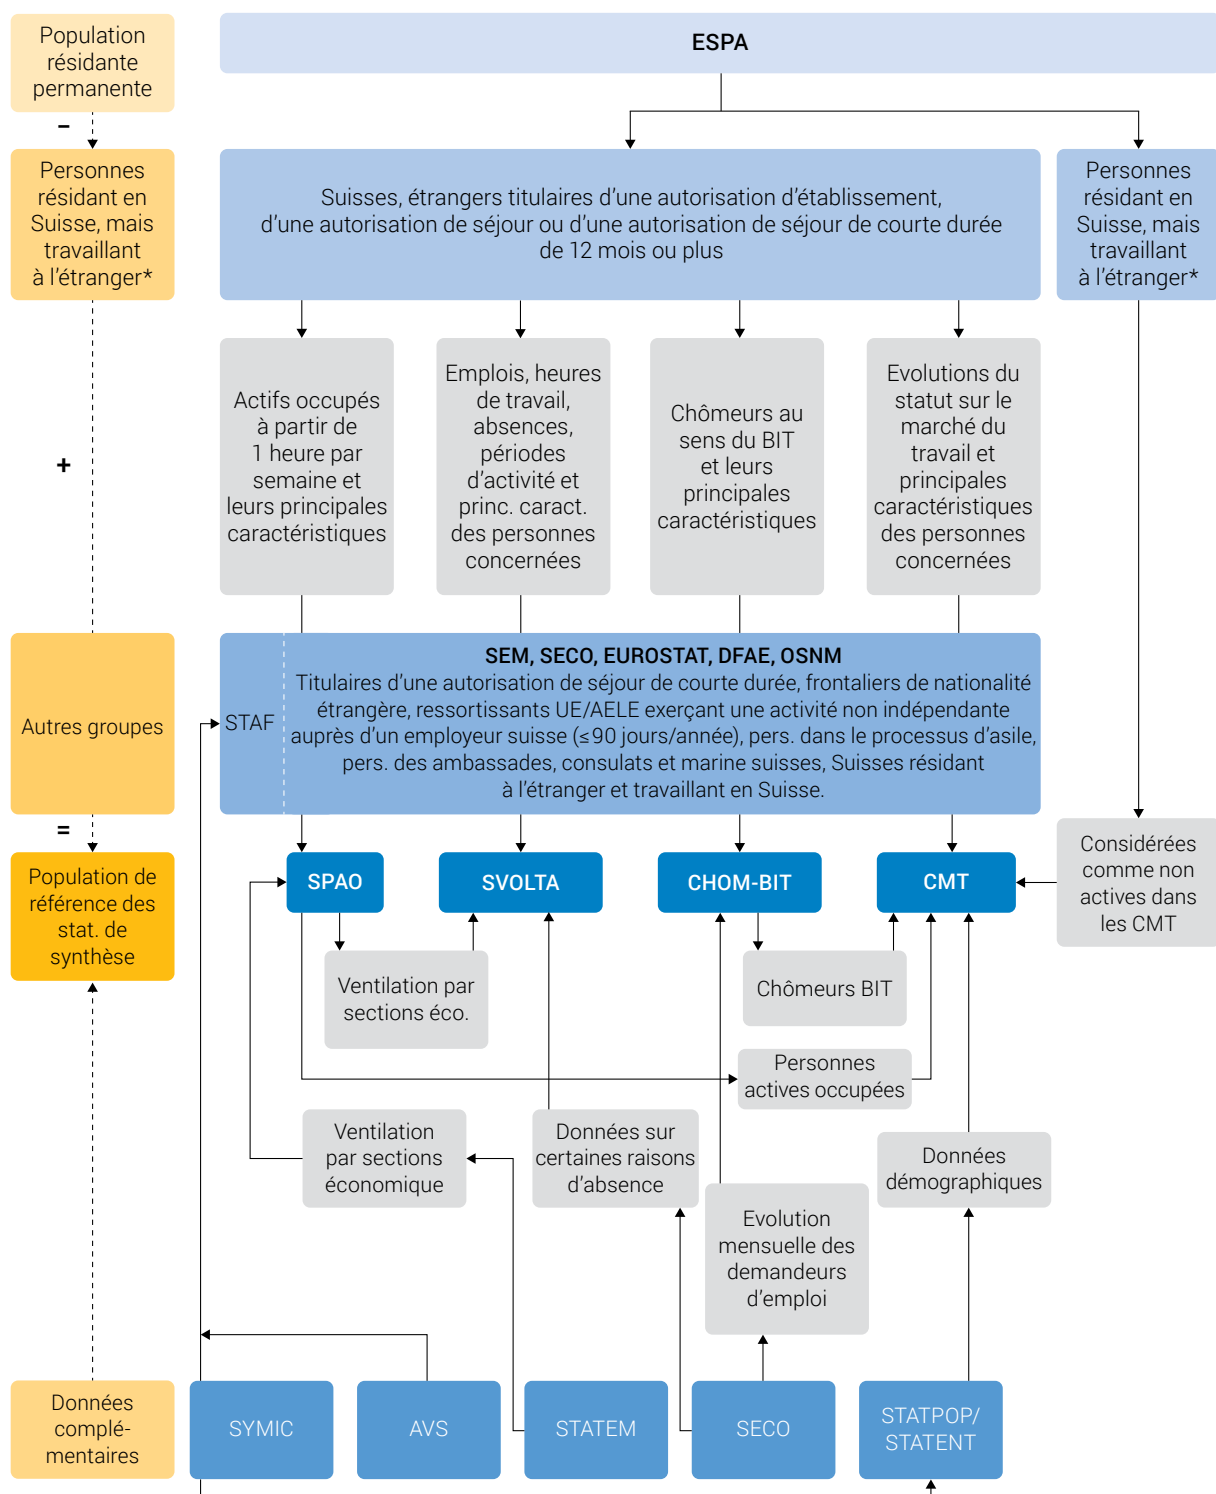 Population
résidante
permanente
ESPA
–
Personnes
résidant en
Suisse, mais
travaillant
à l'étranger*
Suisses, étrangers titulaires d'une autorisation d'établissement,
d'une autorisation de séjour ou d'une autorisation de séjour de courte durée
de 12 mois ou plus
Personnes
résidant en
Suisse, mais
travaillant
à l'étranger*
+
Actifs occupés
à partir de
1 heure par
semaine et
leurs principales
caractéristiques
Emplois, heures
de travail,
absences,
périodes
d'activité et
princ. caract.
des personnes
concernées
Chômeurs au
sens du BIT
et leurs
principales
caractéristiques
Evolutions du
statut sur le
marché du
travail et
principales
caractéristiques
des personnes
concernées
Autres groupes
STAF
SEM, SECO, EUROSTAT, DFAE, OSNM
Titulaires d'une autorisation de séjour de courte durée, frontaliers de nationalité
étrangère, ressortissants UE/AELE exerçant une activité non indépendante
auprès d'un employeur suisse (≤90 jours/année), pers. dans le processus d'asile,
pers. des ambassades, consulats et marine suisses, Suisses résidant
à l'étranger et travaillant en Suisse.
=
Population de
référence des
stat. de
synthèse
SPAO
SVOLTA
CHOM-BIT
CMT
Considérées
comme non
actives dans
les CMT
Ventilation par
sections éco.
Chômeurs BIT
Personnes
actives occupées
Ventilation
par sections
économique
Données sur
certaines raisons
d'absence
Données
démographiques
Evolution
mensuelle des
demandeurs
d'emploi
Données
complé-
mentaires
SYMIC
AVS
STATEM
SECO
STATPOP/
STATENT